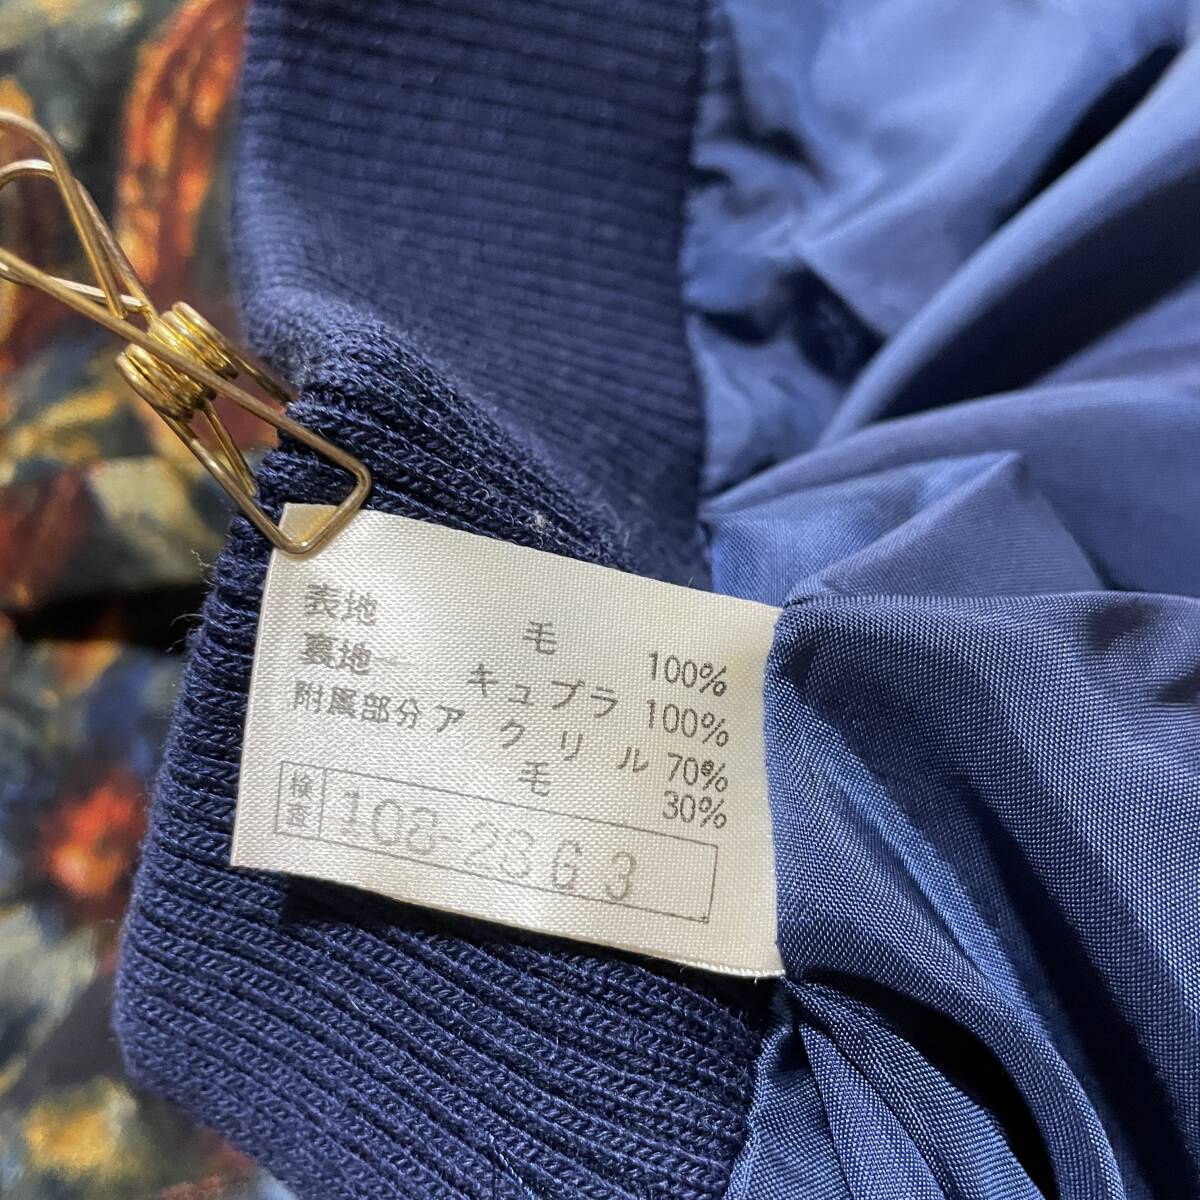 表地 毛 100%
裏地 キュプラ 100%
附属部分 アクリル 70%
毛 30%
検査 108-2363